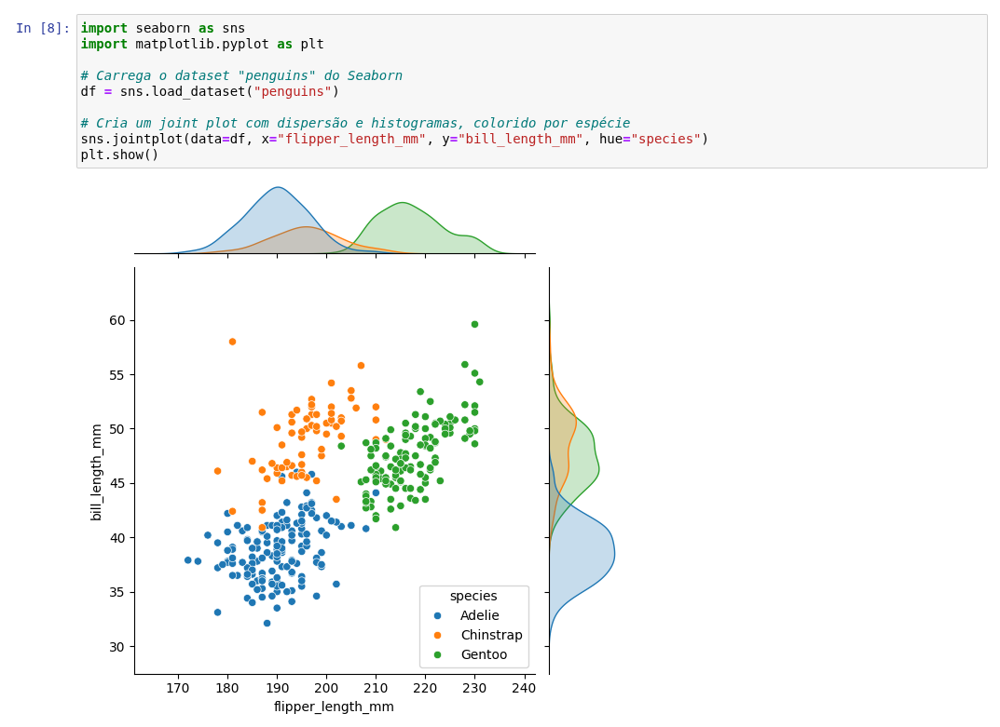 In [8]:
import seaborn as sns
import matplotlib.pyplot as plt
# Carrega o dataset "penguins" do Seaborn
df = sns.load_dataset("penguins")
# Cria um joint plot com dispersão e histogramas, colorido por espécie
sns.jointplot(data=df, x="flipper_length_mm", y="bill_length_mm", hue="species")
plt.show()
60
55
50
45
40
35
30
bill_length_mm
species
Adelie
Chinstrap
Gentoo
170 180 190 200 210 220 230 240
flipper_length_mm